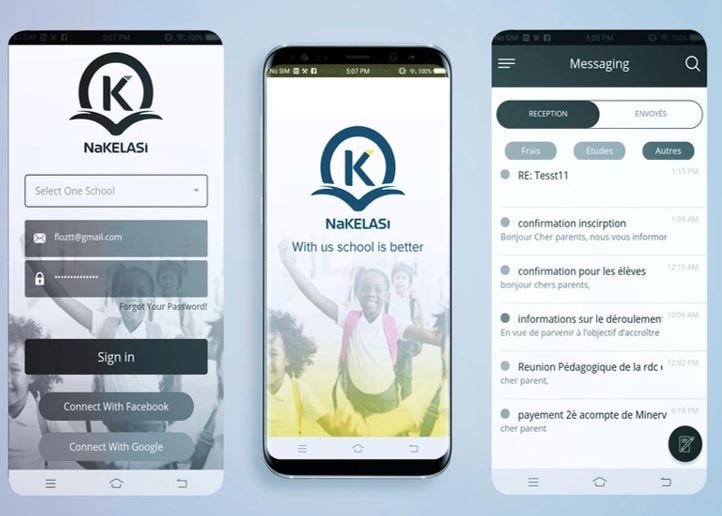 No SIM 5:07 PM 100%
K
NaKELASi
Select One School
floztt@gmail.com
Forgot Your Password!
Sign in
Connect With Facebook
Connect With Google
No SIM 5:07 PM 100%
K
NaKELASi
With us school is better
No SIM 5:05 PM 100%
Messaging
RECEPTION ENVOYÉS
Frais Etudes Autres
RE: Tesst11 1:15 PM
confirmation inscirption 1:09 AM
Bonjour Cher parents, nous vous informor
confirmation pour les élèves 12:19 AM
bonjour chers parents,
informations sur le déroulemen 10:06 AM
En vue de parvenir à l'objectif d'accroître
Reunion Pédagogique de la rdc 12:02 PM
cher parent,
payement 2è acompte de Minerv 6:18 PM
cher parent